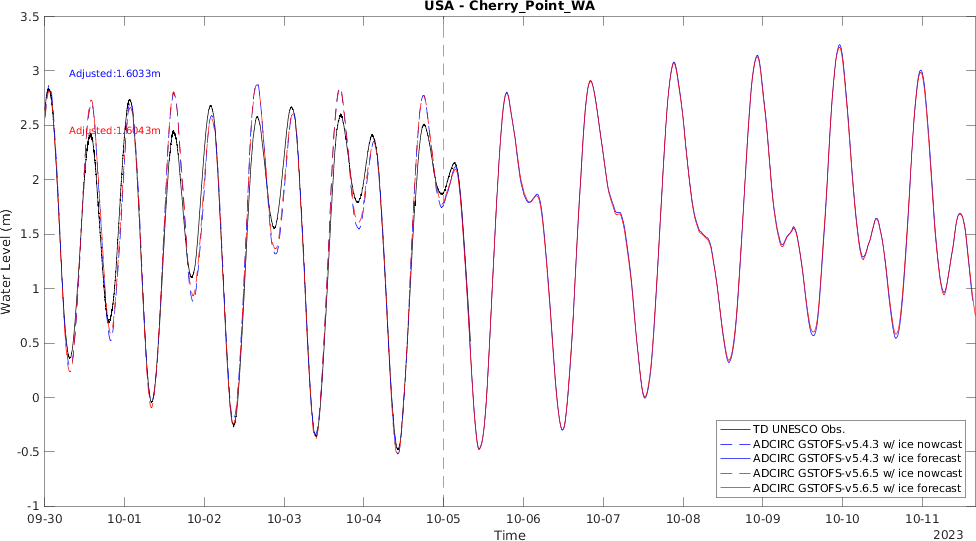 USA - Cherry_Point_WA
3.5
3
2.5
2
1.5
1
0.5
0
-0.5
-1
Water Level (m)
Adjusted:1.6033m
Adjusted:1.6043m
TD UNESCO Obs.
ADCIRC GSTOFS-v5.4.3 w/ ice nowcast
ADCIRC GSTOFS-v5.4.3 w/ ice forecast
ADCIRC GSTOFS-v5.6.5 w/ ice nowcast
ADCIRC GSTOFS-v5.6.5 w/ ice forecast
09-30 10-01 10-02 10-03 10-04 10-05 10-06 10-07 10-08 10-09 10-10 10-11
Time
2023